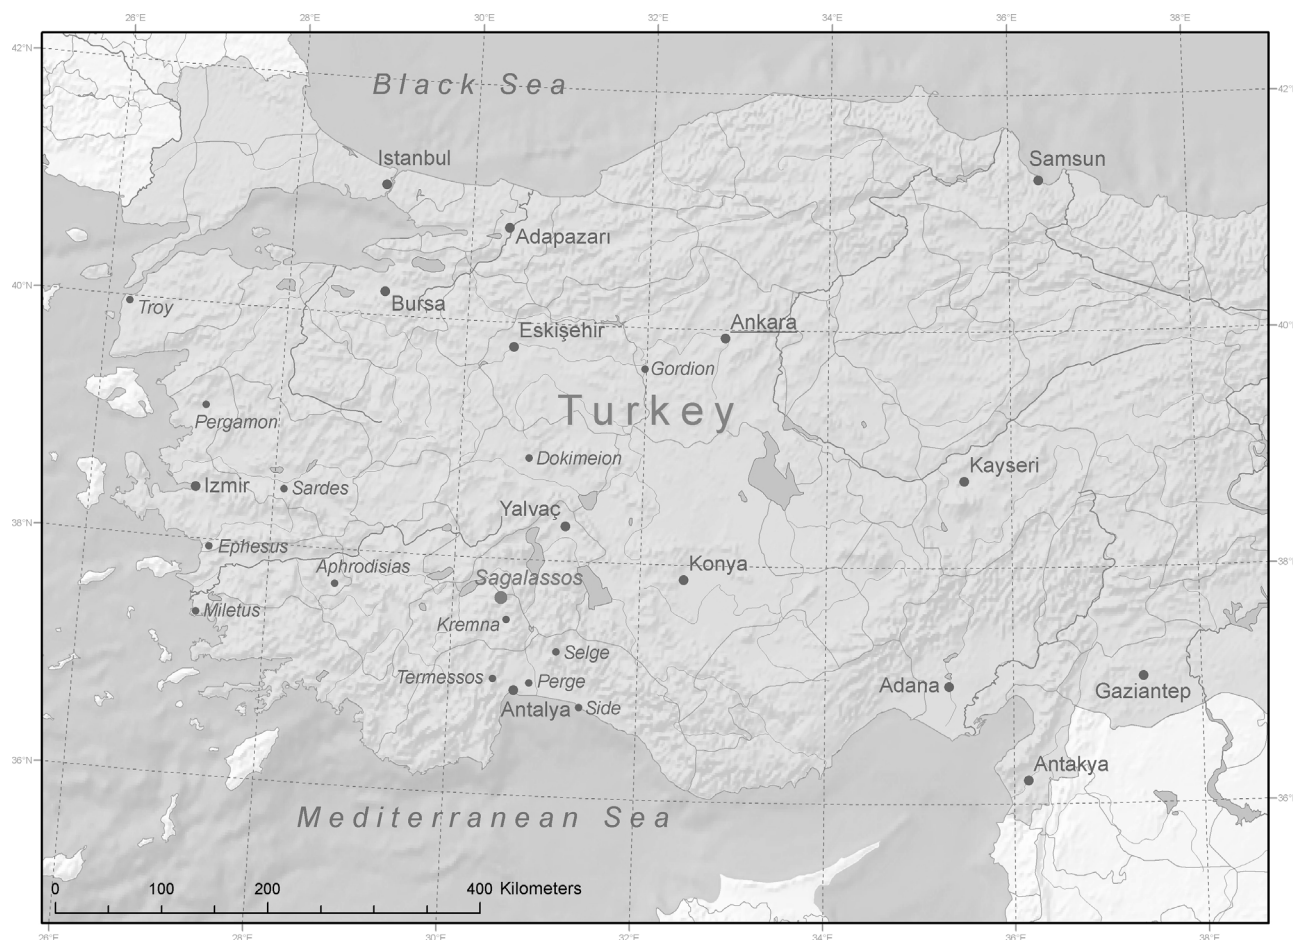 26°E 28°E 30°E 32°E 34°E 36°E 38°E
42°N
Black Sea
42°N
Istanbul
Samsun
Adapazarı
40°N
Troy
Bursa
Eskişehir
Ankara
40°N
Gordion
Turkey
Pergamon
Dokimeion
Kayseri
Izmir
Sardes
Yalvaç
38°N
Ephesus
Aphrodisias
Sagalassos
Konya
38°N
Miletus
Kremna
Selge
Termessos
Perge
Adana
Gaziantep
Antalya
Side
36°N
Antakya
36°N
Mediterranean Sea
0 100 200 400 Kilometers
26°E 28°E 30°E 32°E 34°E 36°E 38°E